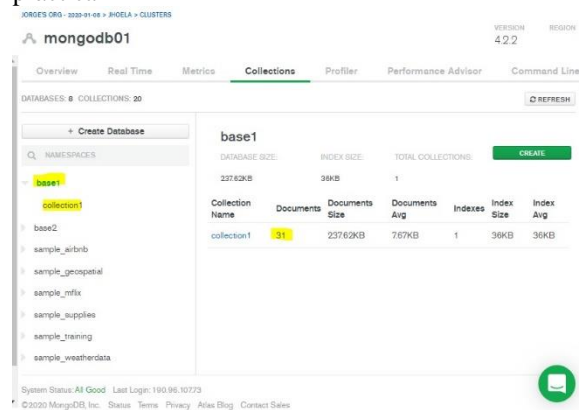 JORGE'S ORG - 2020-01-08 > JHOELA > CLUSTERS
mongodb01
VERSION REGION
4.2.2
Overview Real Time Metrics Collections Profiler Performance Advisor Command Line
DATABASES: 8 COLLECTIONS: 20
REFRESH
+ Create Database
NAMESPACES
base1
collection1
base2
sample_airbnb
sample_geospatial
sample_mflix
sample_supplies
sample_training
sample_weatherdata
base1
DATABASE SIZE: INDEX SIZE: TOTAL COLLECTIONS: CREATE
237.62KB 36KB 1
Collection Name Documents Documents Size Documents Avg Indexes Index Size Index Avg
collection1 31 237.62KB 7.67KB 1 36KB 36KB
System Status: All Good Last Login: 190.96.107.73
©2020 MongoDB, Inc. Status Terms Privacy Atlas Blog Contact Sales